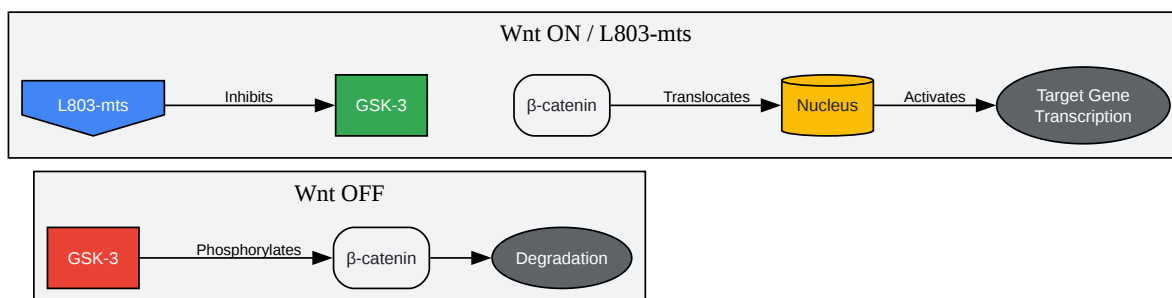 Wnt ON / L803-mts
L803-mts
Inhibits
GSK-3
β-catenin
Translocates
Nucleus
Activates
Target Gene
Transcription
Wnt OFF
GSK-3
Phosphorylates
β-catenin
Degradation